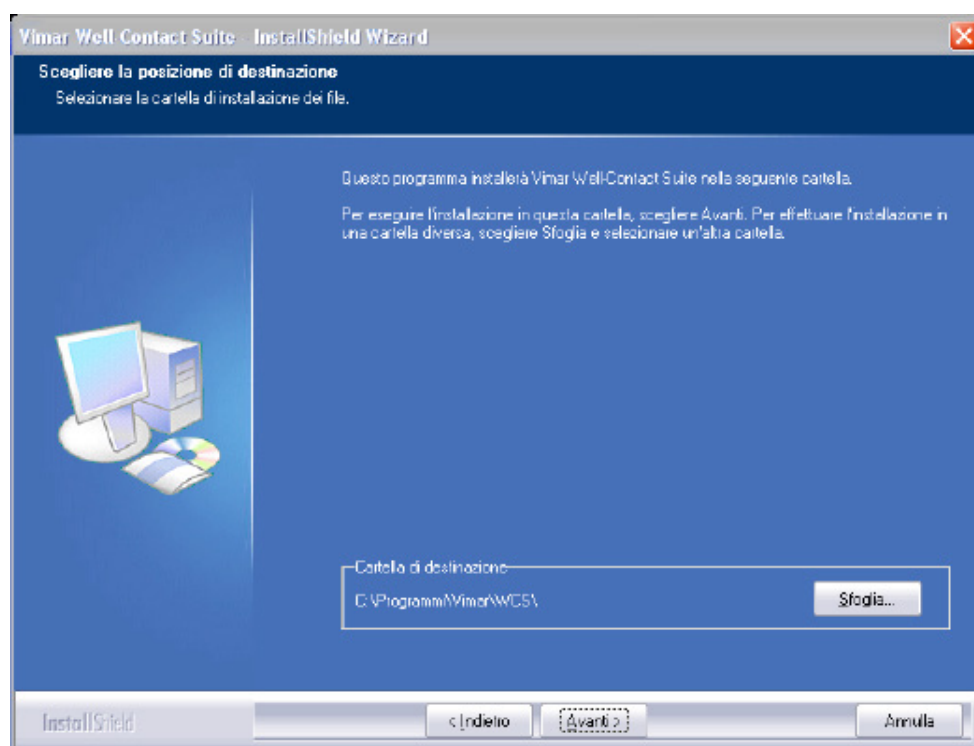 Vimar Well-Contact Suite - InstallShield Wizard
Scegliere la posizione di destinazione
Selezionare la cartella di installazione dei file.
Questo programma installerà Vimar Well-Contact Suite nella seguente cartella.
Per eseguire l'installazione in questa cartella, scegliere Avanti. Per effettuare l'installazione in
una cartella diversa, scegliere Sfoglia e selezionare un'altra cartella.
Cartella di destinazione
C:\Programmi\Vimar\WCS\
Sfoglia...
InstallShield
< Indietro
Avanti >
Annulla